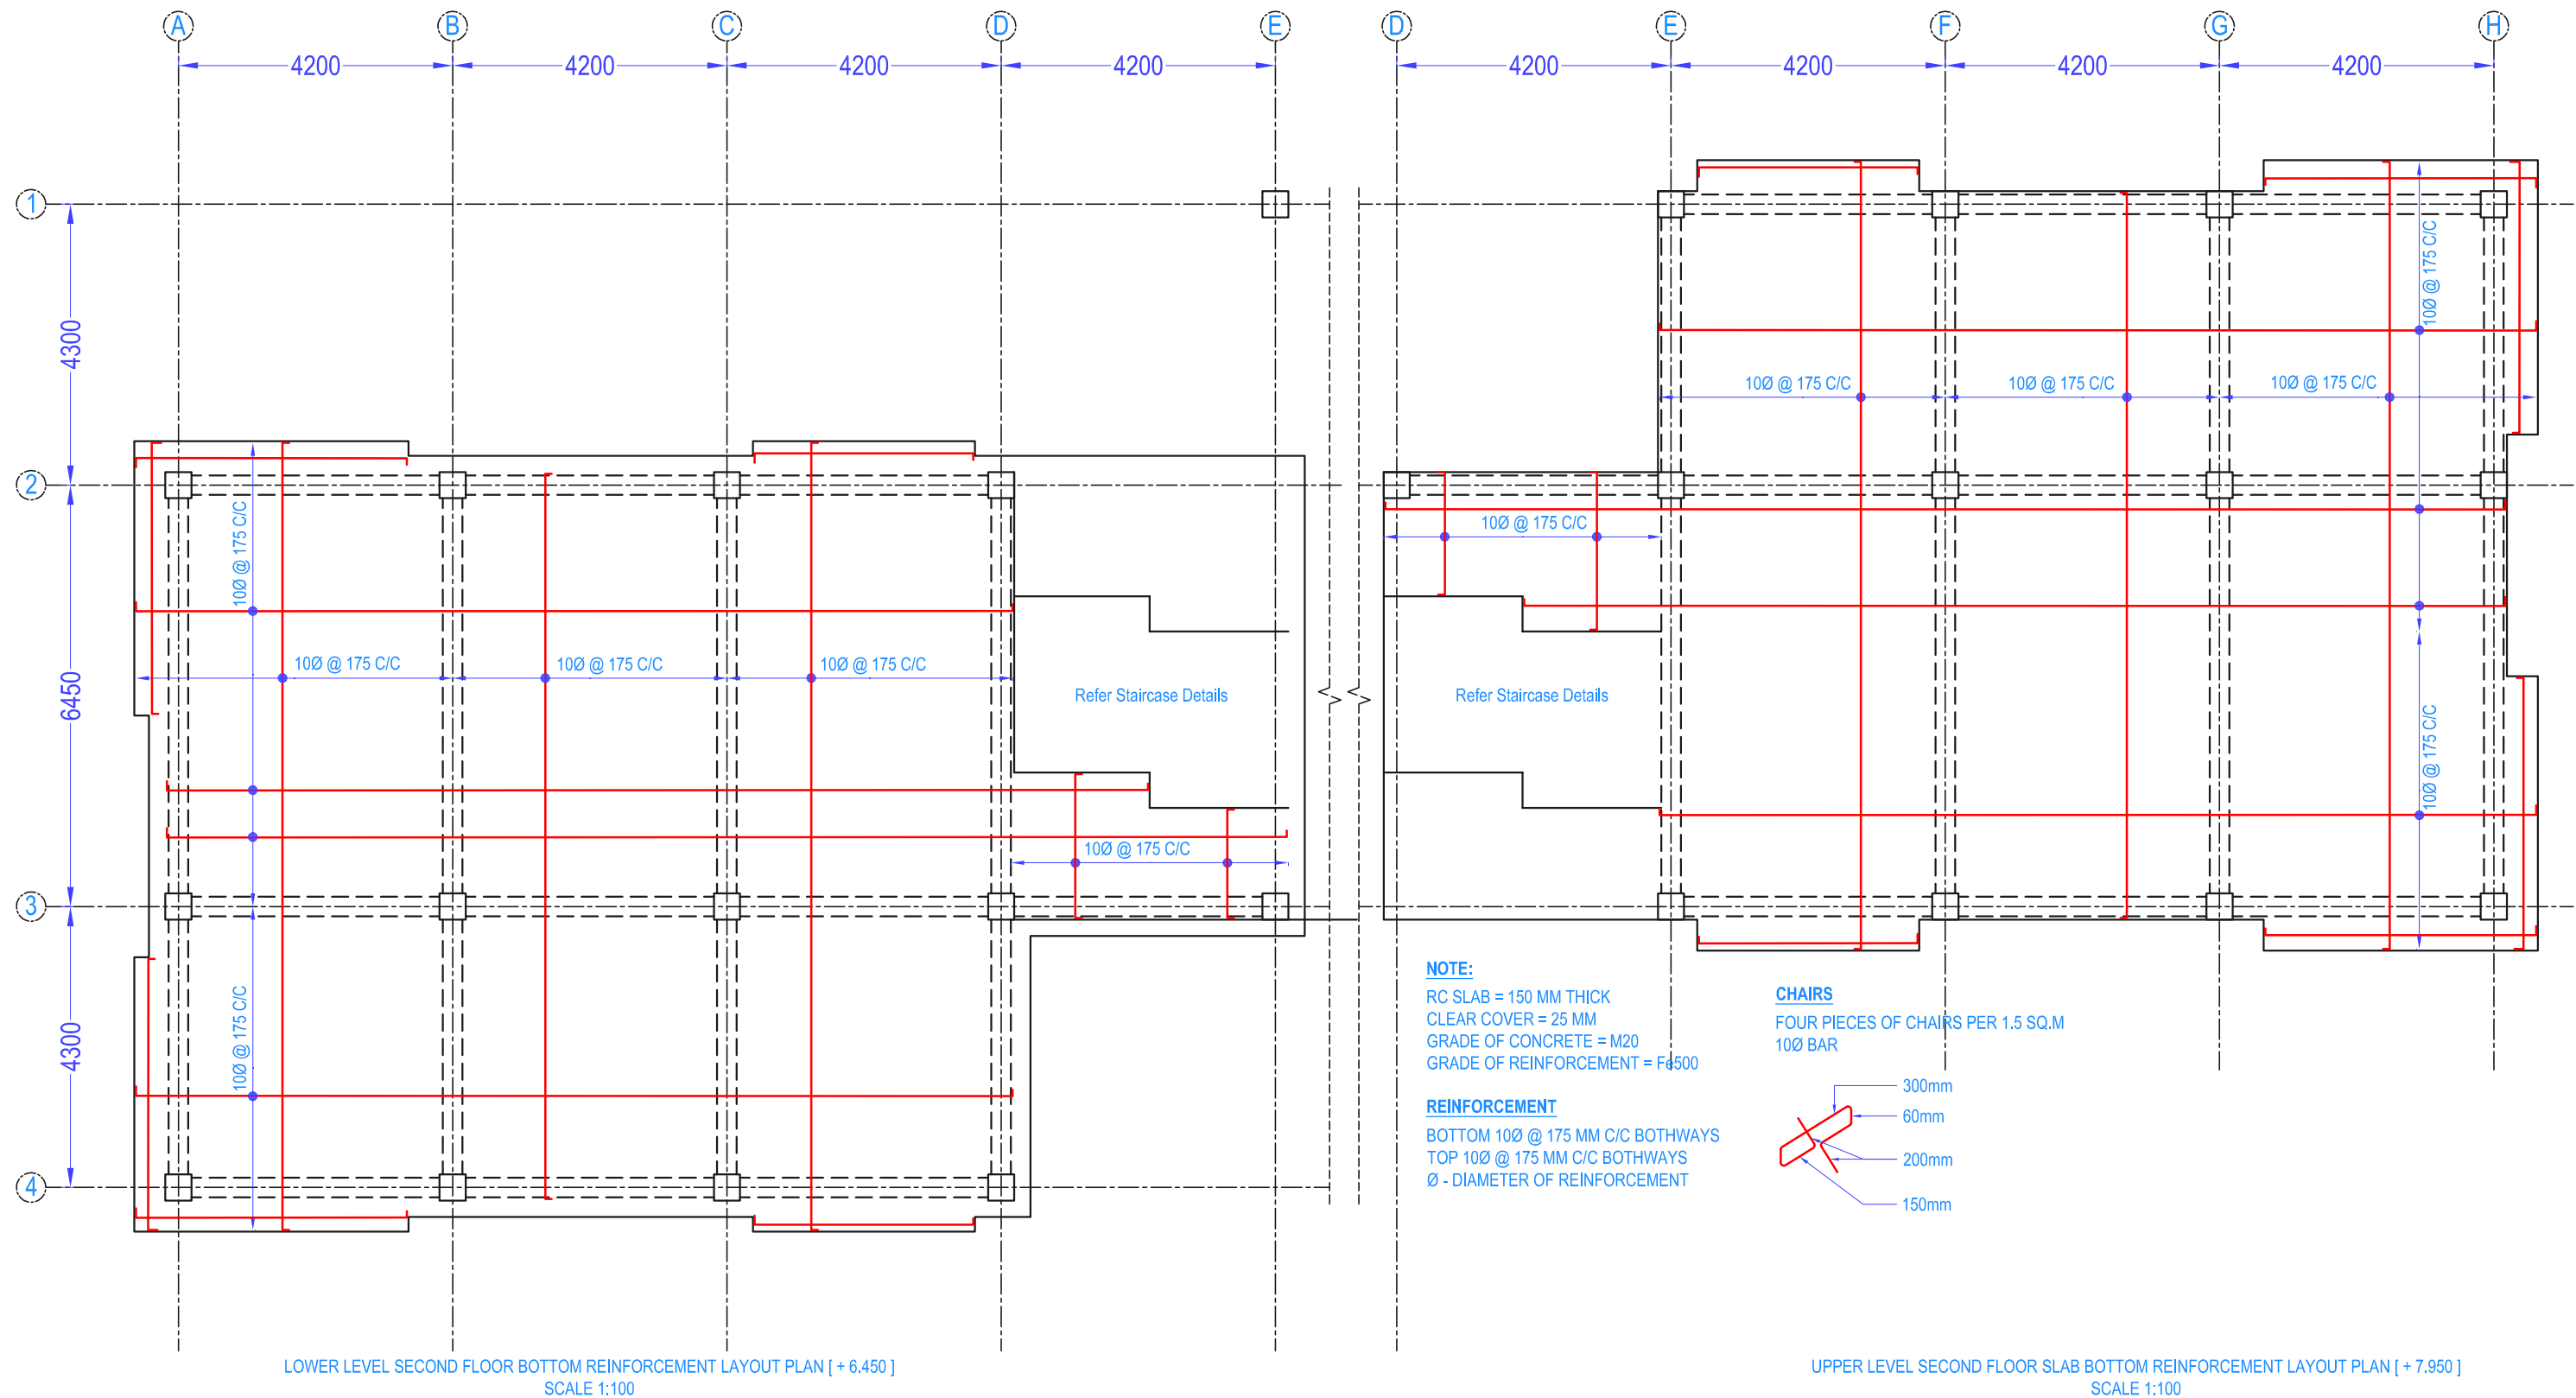 A B C D E D E F G H
4200 4200 4200 4200 4200 4200 4200 4200
1
4300
10Ø @ 175 C/C
10Ø @ 175 C/C 10Ø @ 175 C/C 10Ø @ 175 C/C
2
10Ø @ 175 C/C
10Ø @ 175 C/C
6450
10Ø @ 175 C/C 10Ø @ 175 C/C 10Ø @ 175 C/C
Refer Staircase Details Refer Staircase Details
10Ø @ 175 C/C
10Ø @ 175 C/C
3
4300
10Ø @ 175 C/C
4
NOTE:
RC SLAB = 150 MM THICK
CLEAR COVER = 25 MM
GRADE OF CONCRETE = M20
GRADE OF REINFORCEMENT = Fe500
REINFORCEMENT
BOTTOM 10Ø @ 175 MM C/C BOTHWAYS
TOP 10Ø @ 175 MM C/C BOTHWAYS
Ø - DIAMETER OF REINFORCEMENT
CHAIRS
FOUR PIECES OF CHAIRS PER 1.5 SQ.M
10Ø BAR
300mm
60mm
200mm
150mm
LOWER LEVEL SECOND FLOOR BOTTOM REINFORCEMENT LAYOUT PLAN [ + 6.450 ]
SCALE 1:100
UPPER LEVEL SECOND FLOOR SLAB BOTTOM REINFORCEMENT LAYOUT PLAN [ + 7.950 ]
SCALE 1:100